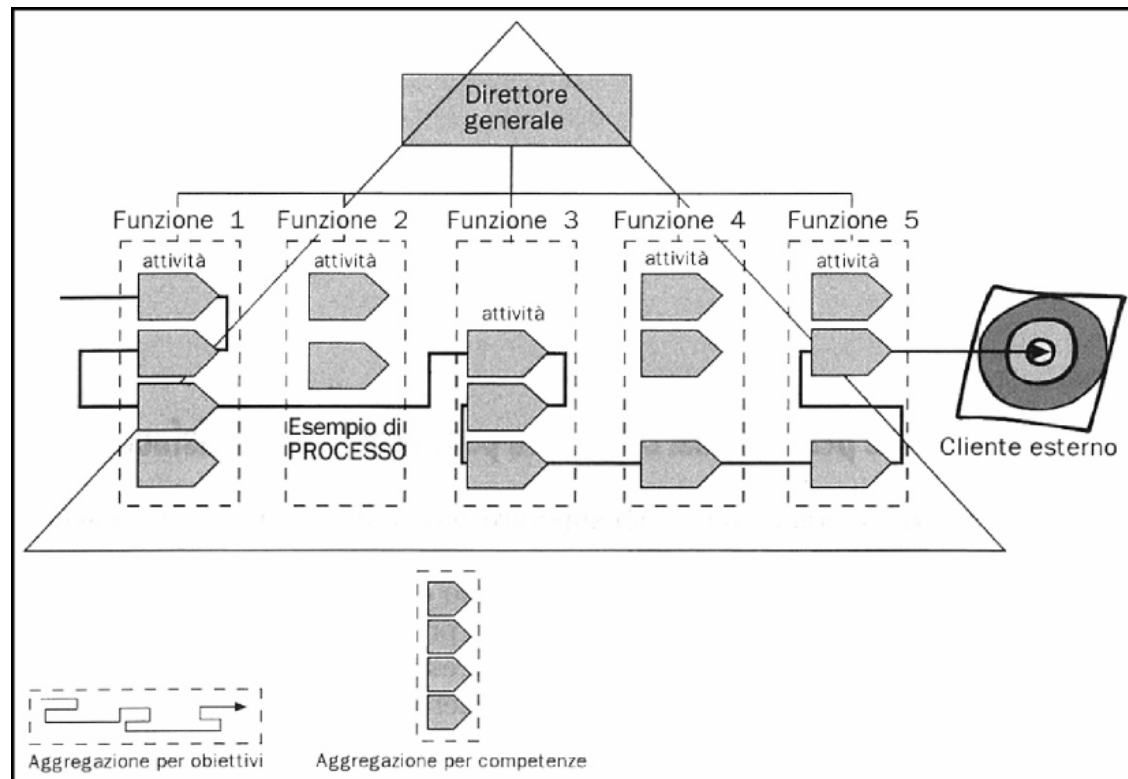 Direttore
generale
Funzione 1
Funzione 2
Funzione 3
Funzione 4
Funzione 5
attività
attività
attività
attività
attività
Esempio di
PROCESSO
Cliente esterno
Aggregazione per obiettivi
Aggregazione per competenze